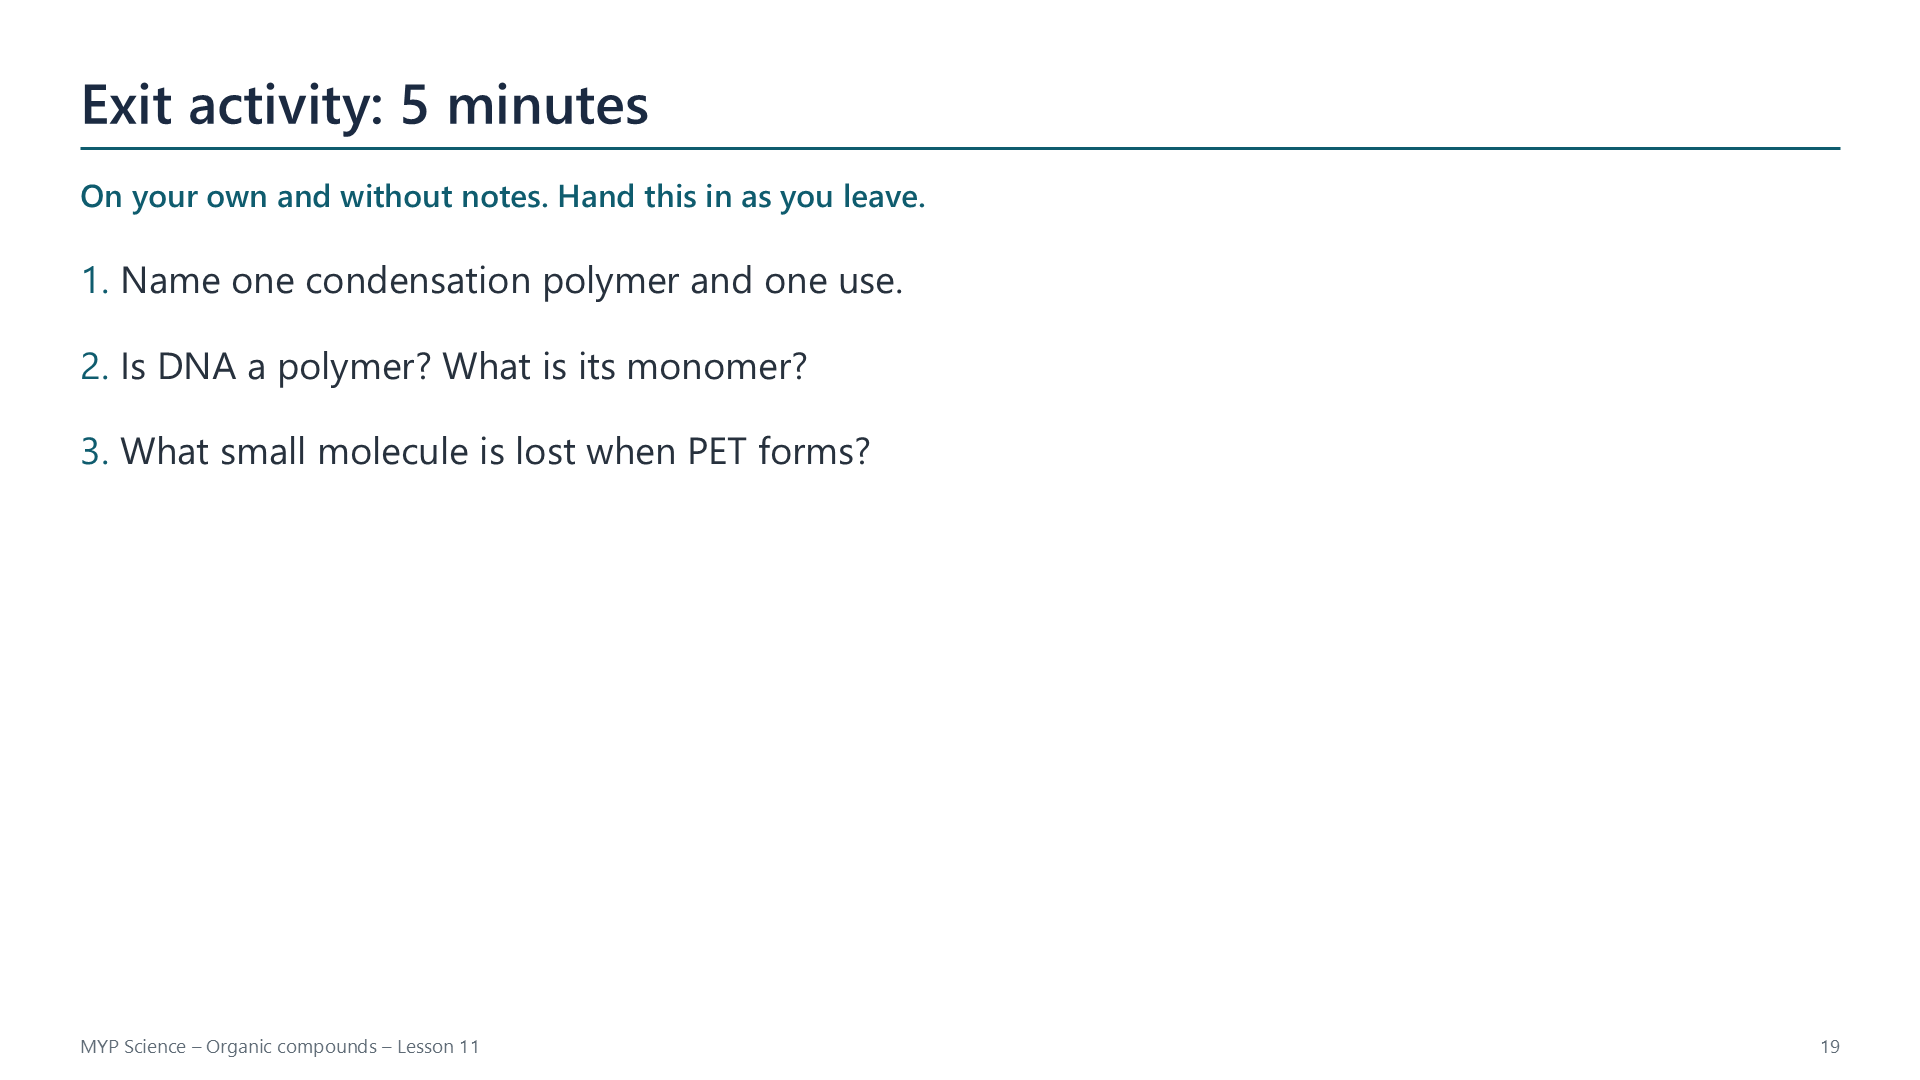 Exit activity: 5 minutes
On your own and without notes. Hand this in as you leave.
1. Name one condensation polymer and one use.
2. Is DNA a polymer? What is its monomer?
3. What small molecule is lost when PET forms?
MYP Science – Organic compounds – Lesson 11
19